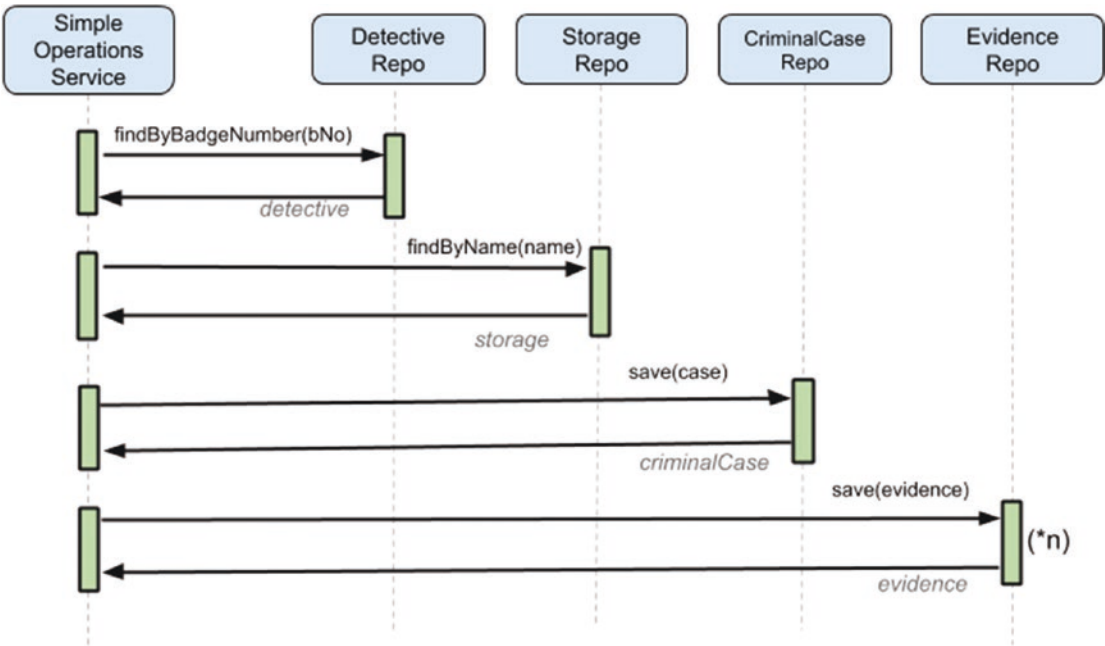 Simple
Operations
Service
Detective
Repo
Storage
Repo
CriminalCase
Repo
Evidence
Repo
findByBadgeNumber(bNo)
detective
findByName(name)
storage
save(case)
criminalCase
save(evidence)
(*n)
evidence